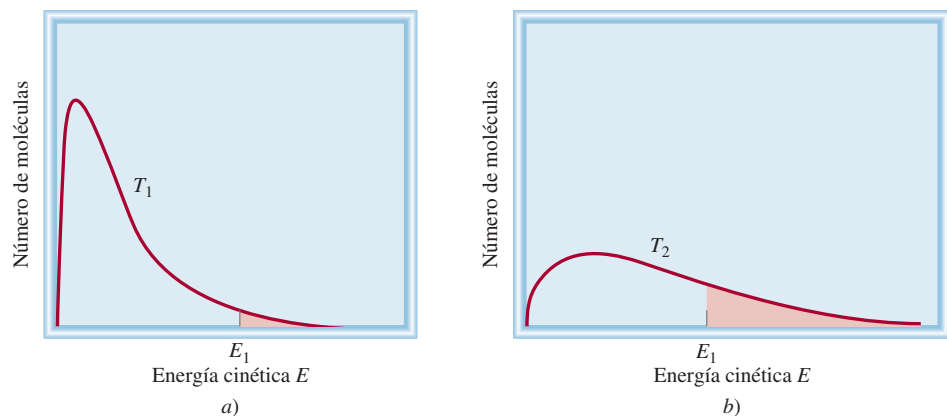 Número de moléculas
T1
E1
Energía cinética E
a)
Número de moléculas
T2
E1
Energía cinética E
b)